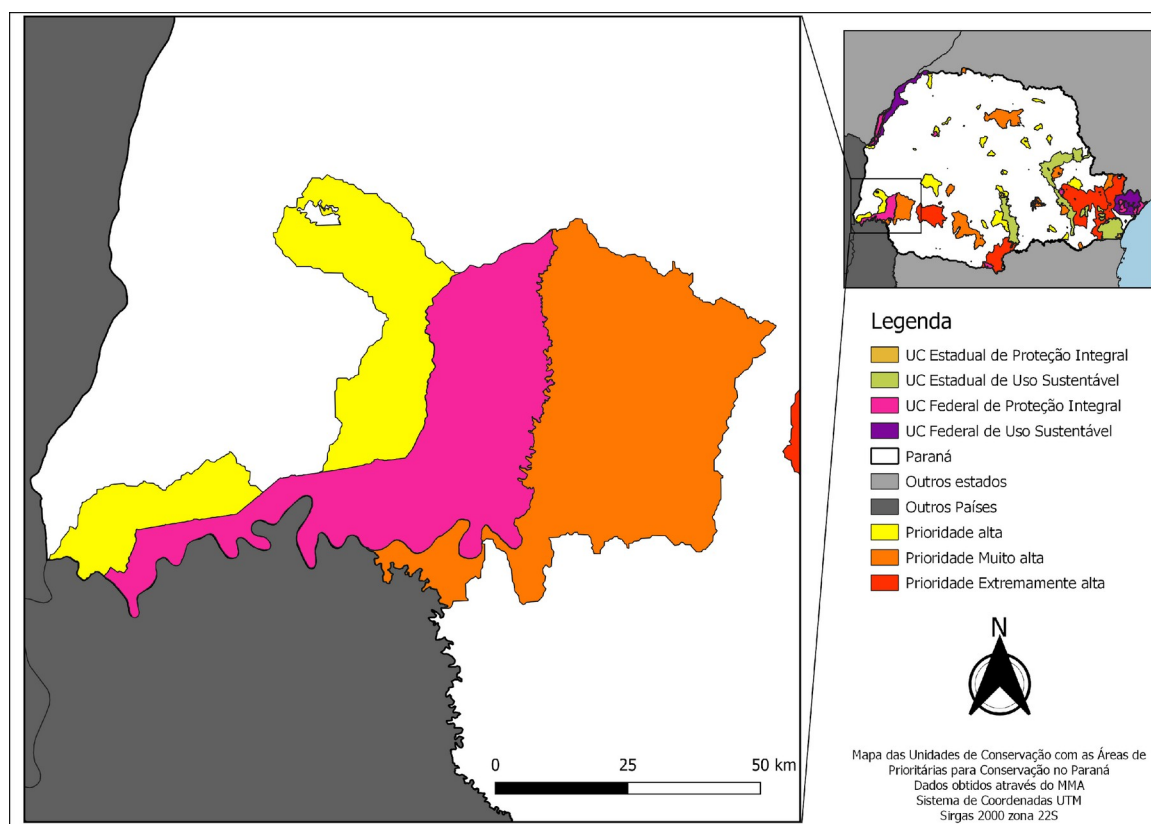 Legenda
UC Estadual de Proteção Integral
UC Estadual de Uso Sustentável
UC Federal de Proteção Integral
UC Federal de Uso Sustentável
Paraná
Outros estados
Outros Países
Prioridade alta
Prioridade Muito alta
Prioridade Extremamente alta
N
0 25 50 km
Mapa das Unidades de Conservação com as Áreas de
Prioritárias para Conservação no Paraná
Dados obtidos através do MMA
Sistema de Coordenadas UTM
Sirgas 2000 zona 22S